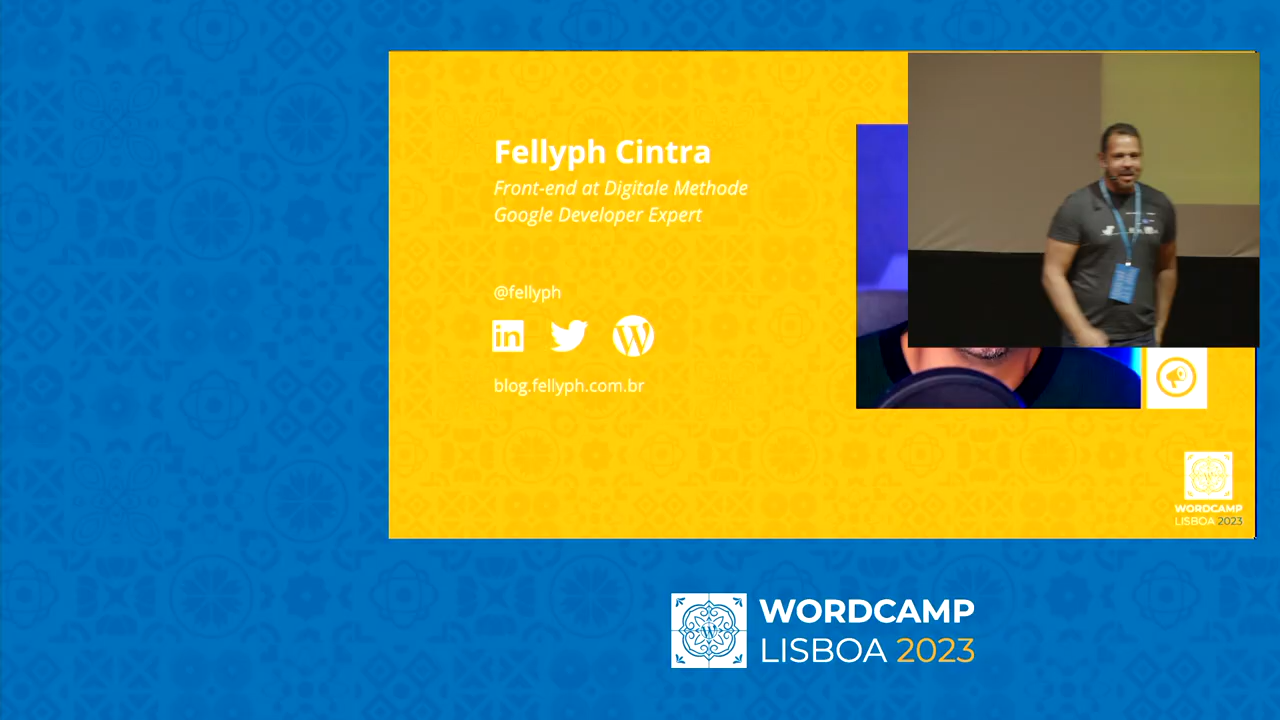 Fellyph Cintra
Front-end at Digitale Methode
Google Developer Expert
@fellyph
in
blog.fellyph.com.br
WORDCAMP
LISBOA 2023
WORDCAMP
LISBOA 2023